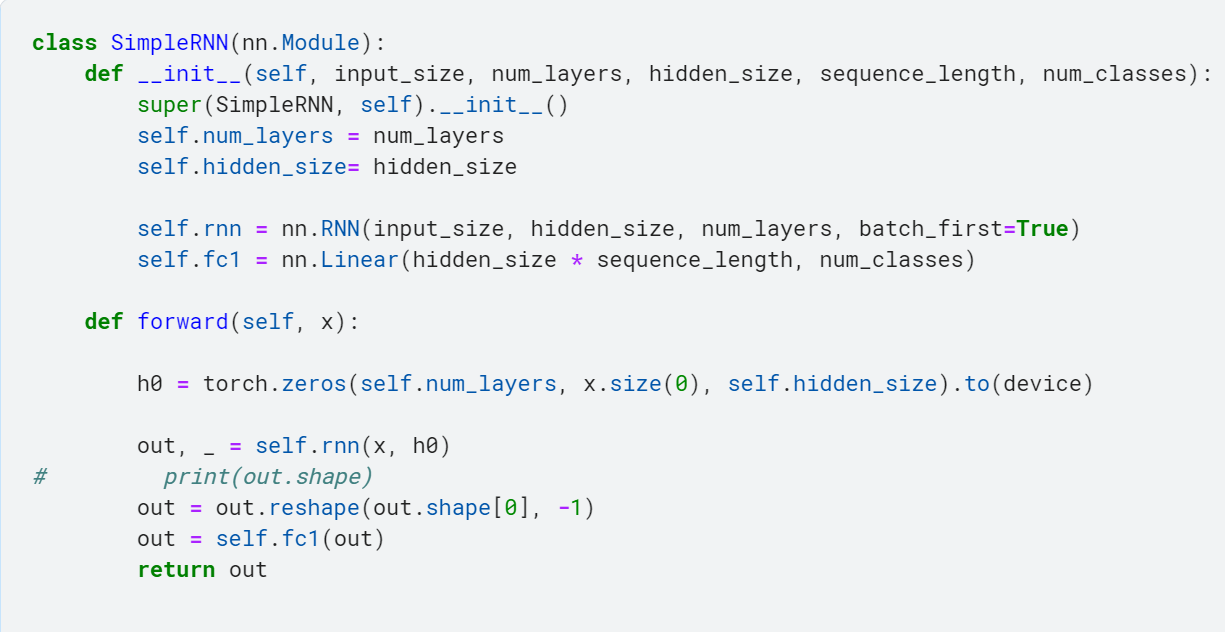 class SimpleRNN(nn.Module):
    def __init__(self, input_size, num_layers, hidden_size, sequence_length, num_classes):
        super(SimpleRNN, self).__init__()
        self.num_layers = num_layers
        self.hidden_size= hidden_size

        self.rnn = nn.RNN(input_size, hidden_size, num_layers, batch_first=True)
        self.fc1 = nn.Linear(hidden_size * sequence_length, num_classes)

    def forward(self, x):

        h0 = torch.zeros(self.num_layers, x.size(0), self.hidden_size).to(device)

        out, _ = self.rnn(x, h0)
#         print(out.shape)
        out = out.reshape(out.shape[0], -1)
        out = self.fc1(out)
        return out